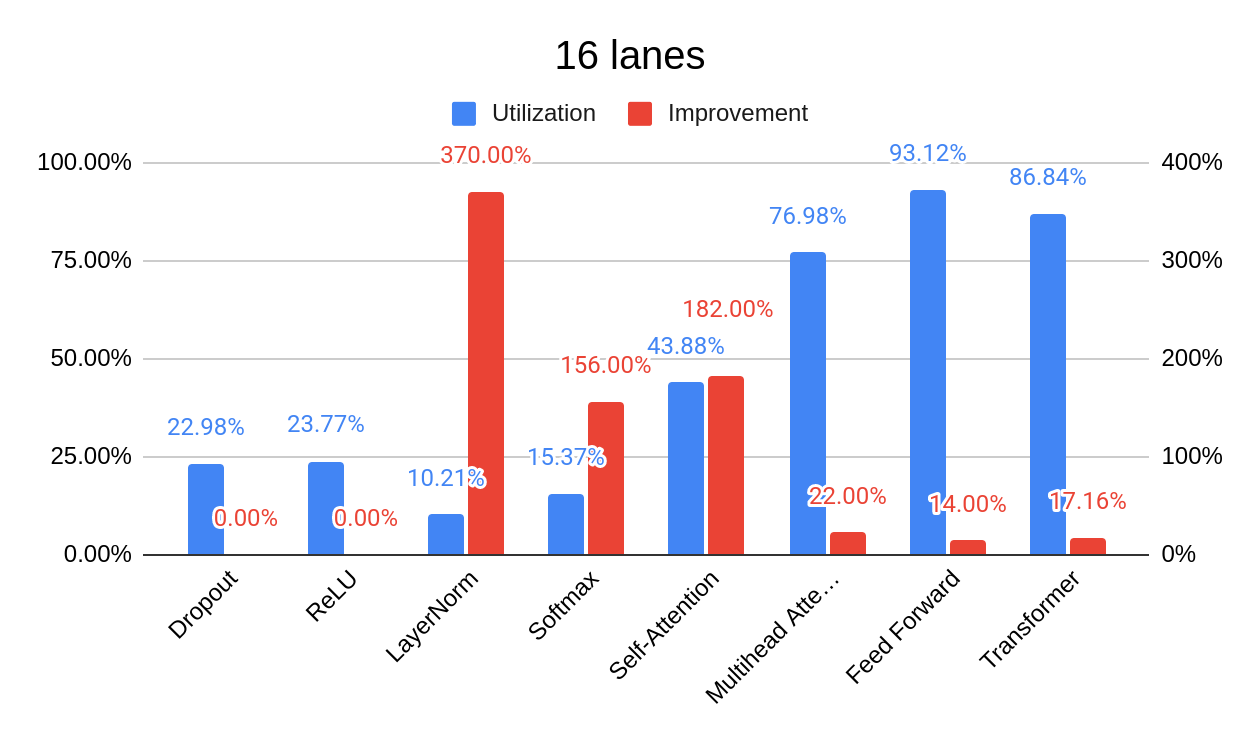 16 lanes
Utilization Improvement
100.00%
75.00%
50.00%
25.00%
0.00%
400%
300%
200%
100%
0%
22.98%
0.00%
23.77%
0.00%
10.21%
370.00%
15.37%
156.00%
43.88%
182.00%
76.98%
22.00%
93.12%
14.00%
86.84%
17.16%
Dropout
ReLU
LayerNorm
Softmax
Self-Attention
Multihead Atte…
Feed Forward
Transformer